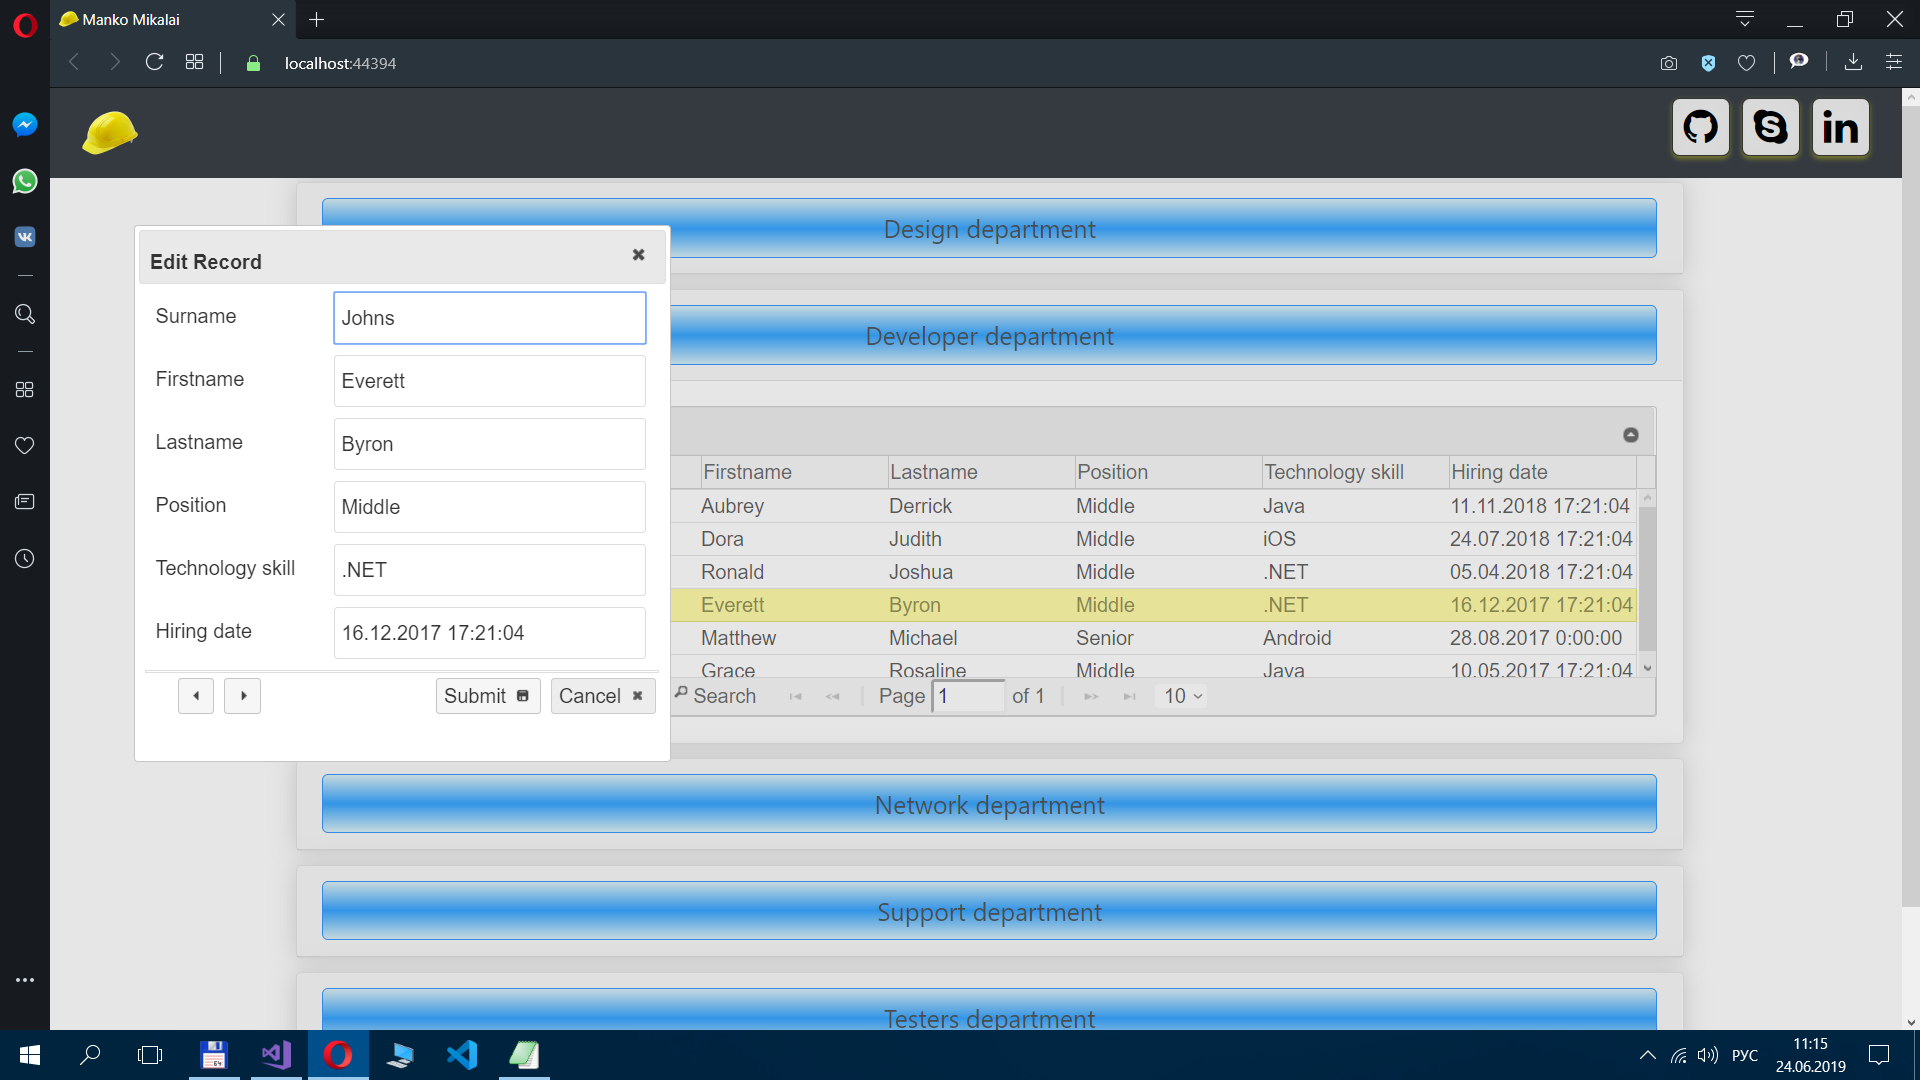 Manko Mikalai
localhost:44394
Design department
Edit Record
Surname Johns
Firstname Everett
Lastname Byron
Position Middle
Technology skill .NET
Hiring date 16.12.2017 17:21:04
Submit Cancel
Developer department
Firstname Lastname Position Technology skill Hiring date
Aubrey Derrick Middle Java 11.11.2018 17:21:04
Dora Judith Middle iOS 24.07.2018 17:21:04
Ronald Joshua Middle .NET 05.04.2018 17:21:04
Everett Byron Middle .NET 16.12.2017 17:21:04
Matthew Michael Senior Android 28.08.2017 0:00:00
Grace Rosaline Middle Java 10.05.2017 17:21:04
Search Page 1 of 1 10
Network department
Support department
Testers department
64
РУС
11:15
24.06.2019